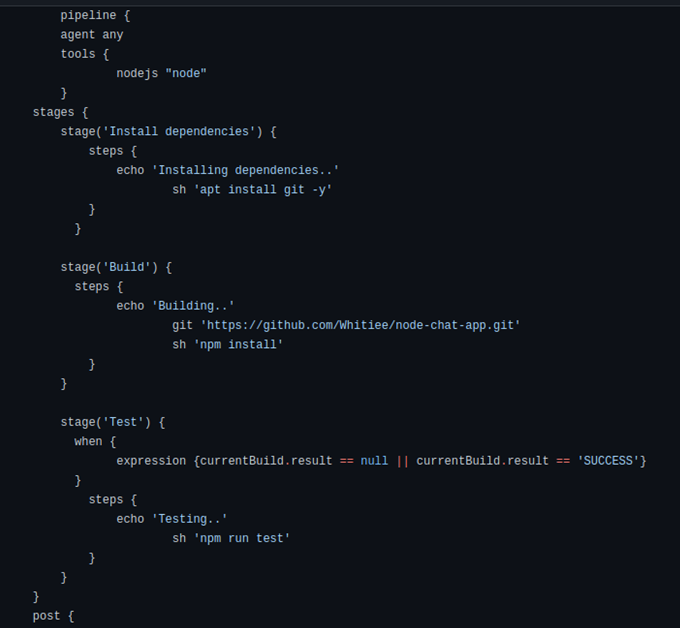 pipeline {
agent any
tools {
nodejs "node"
}
stages {
stage('Install dependencies') {
steps {
echo 'Installing dependencies..'
sh 'apt install git -y'
}
}
stage('Build') {
steps {
echo 'Building..'
git 'https://github.com/Whitiee/node-chat-app.git'
sh 'npm install'
}
}
stage('Test') {
when {
expression {currentBuild.result == null || currentBuild.result == 'SUCCESS'}
}
steps {
echo 'Testing..'
sh 'npm run test'
}
}
}
post {